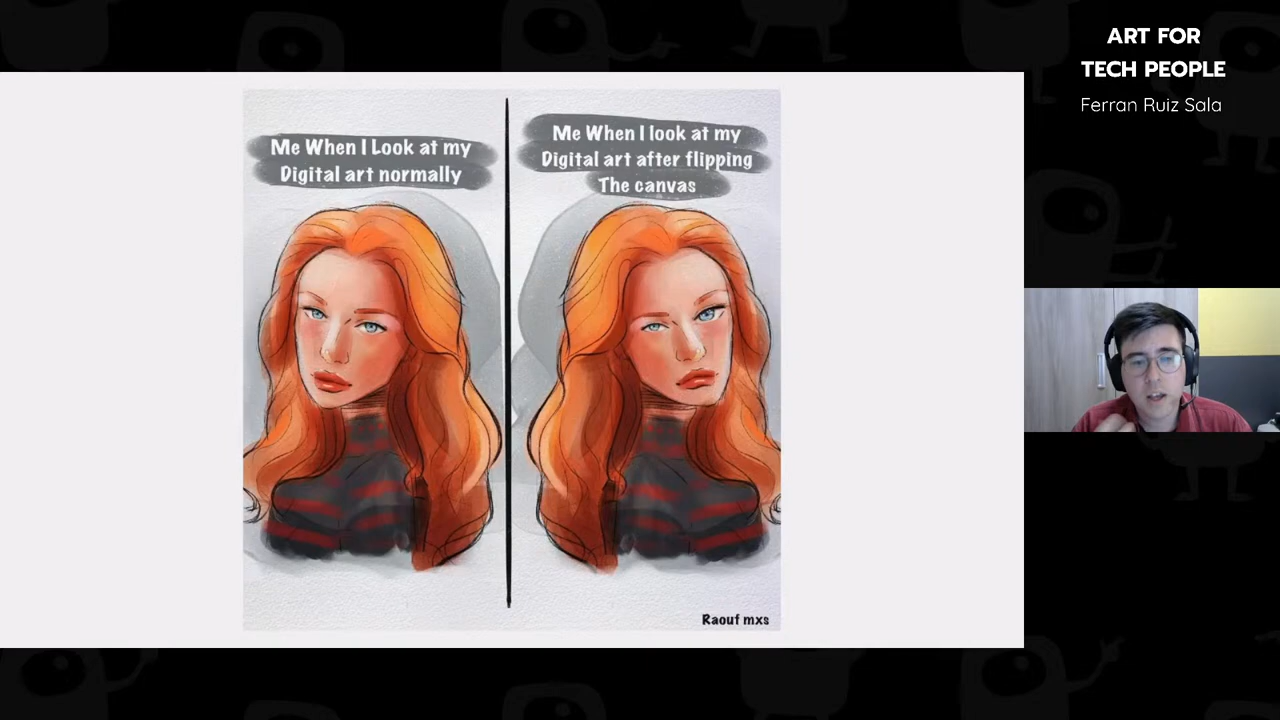 ART FOR
TECH PEOPLE
Ferran Ruiz Sala
Me When I Look at my
Digital art normally
Me When I look at my
Digital art after flipping
The canvas
Raouf mxs